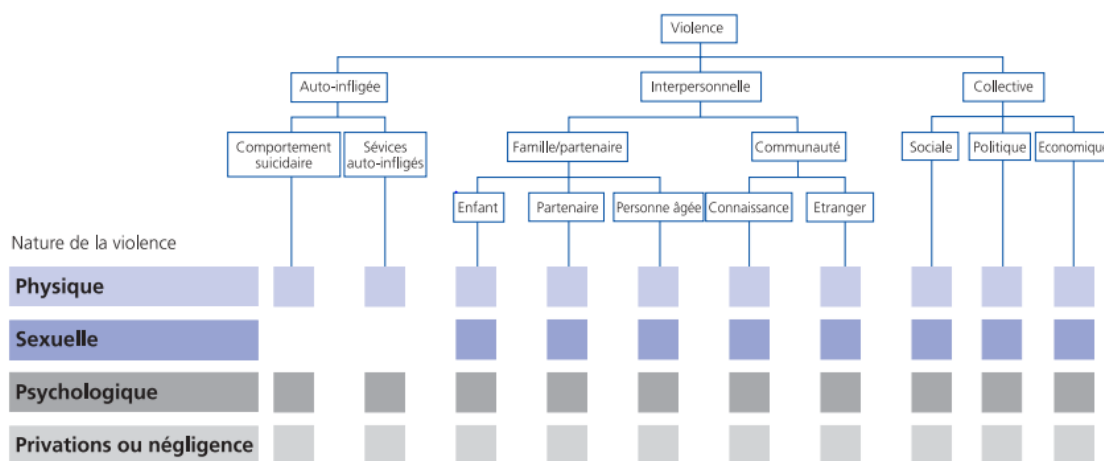 Violence
Auto-infligée
Interpersonnelle
Collective
Comportement
suicidaire
Sévices
auto-infligés
Famille/partenaire
Communauté
Sociale
Politique
Economique
Enfant
Partenaire
Personne âgée
Connaissance
Etranger
Nature de la violence
Physique
Sexuelle
Psychologique
Privations ou négligence